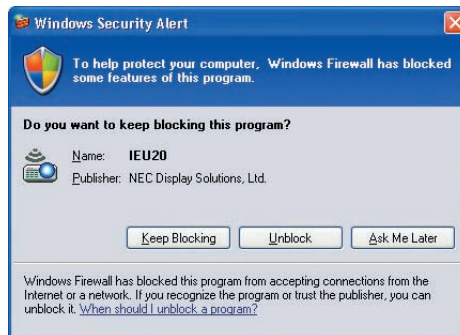 Windows Security Alert
To help protect your computer, Windows Firewall has blocked
some features of this program.
Do you want to keep blocking this program?
Name: IEU20
Publisher: NEC Display Solutions, Ltd.
Keep Blocking Unblock Ask Me Later
Windows Firewall has blocked this program from accepting connections from the
Internet or a network. If you recognize the program or trust the publisher, you can
unblock it. When should I unblock a program?